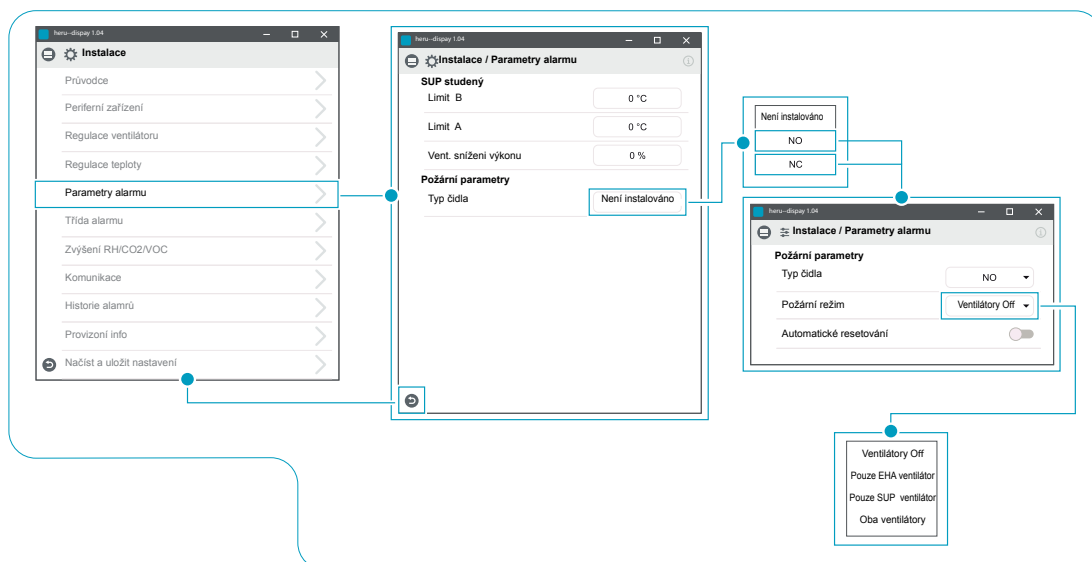 heru--dispay 1.04
Instalace
Průvodce
Periferní zařízení
Regulace ventilátoru
Regulace teploty
Parametry alarmu
Třída alarmu
Zvýšení RH/CO2/VOC
Komunikace
Historie alamrů
Provizoní info
Načíst a uložit nastavení
heru--dispay 1.04
Instalace / Parametry alarmu
SUP studený
Limit B 0 °C
Limit A 0 °C
Vent. sníženi výkonu 0 %
Požární parametry
Typ čidla Není instalováno
Není instalováno
NO
NC
heru--dispay 1.04
Instalace / Parametry alarmu
Požární parametry
Typ čidla NO
Požární režim Ventilátory Off
Automatické resetování
Ventilátory Off
Pouze EHA ventilátor
Pouze SUP ventilátor
Oba ventilátory